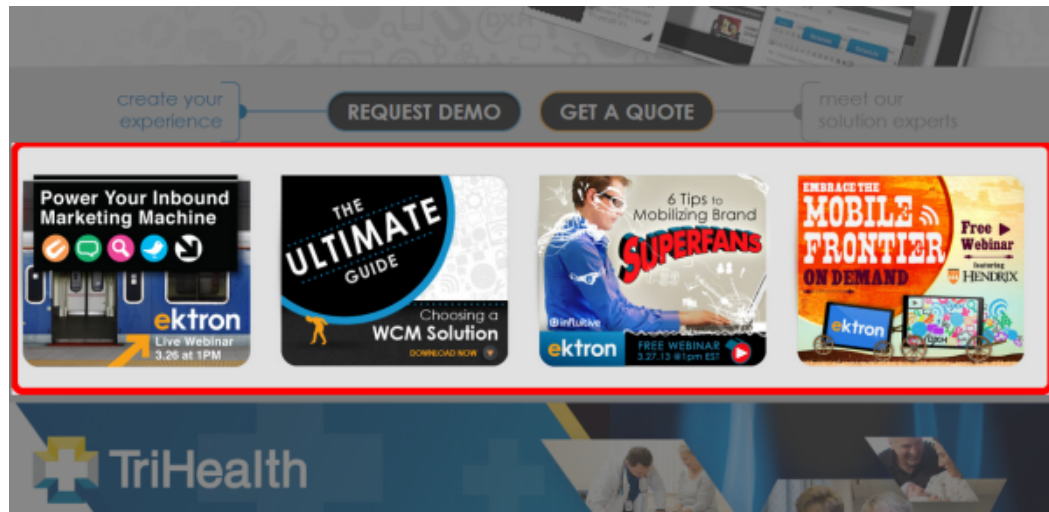 DXH
create your
experience
REQUEST DEMO
GET A QUOTE
meet our
solution experts
Power Your Inbound
Marketing Machine
ektron
Live Webinar
3.26 at 1PM
THE
ULTIMATE
GUIDE
Choosing a
WCM Solution
DOWNLOAD NOW
6 Tips to
Mobilizing Brand
SUPERFANS
influitive
ektron
FREE WEBINAR
3.27.13 @1pm EST
EMBRACE THE
MOBILE
FRONTIER
ON DEMAND
Free
Webinar
featuring
HENDRIX
ektron
DXH
TriHealth